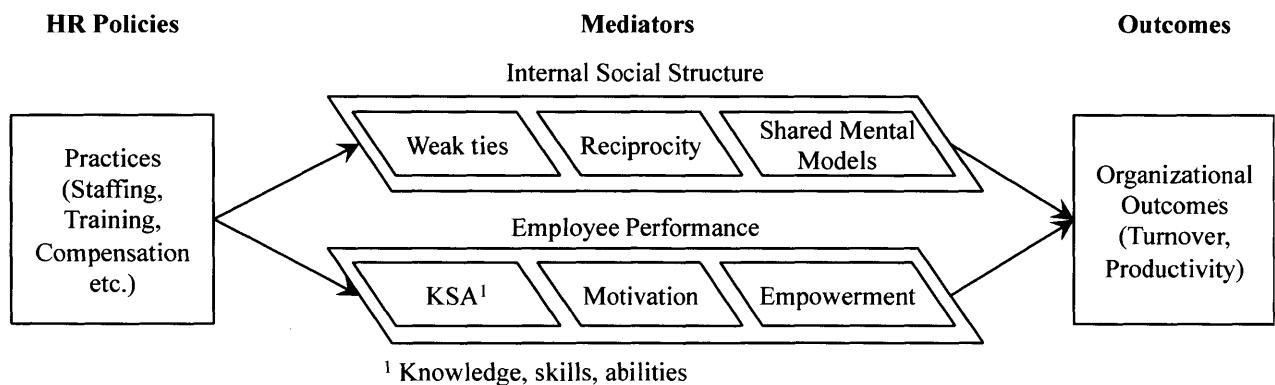 HR Policies
Mediators
Outcomes
Internal Social Structure
Weak ties
Reciprocity
Shared Mental
Models
Practices
(Staffing,
Training,
Compensation
etc.)
Organizational
Outcomes
(Turnover,
Productivity)
Employee Performance
KSA¹
Motivation
Empowerment
¹ Knowledge, skills, abilities